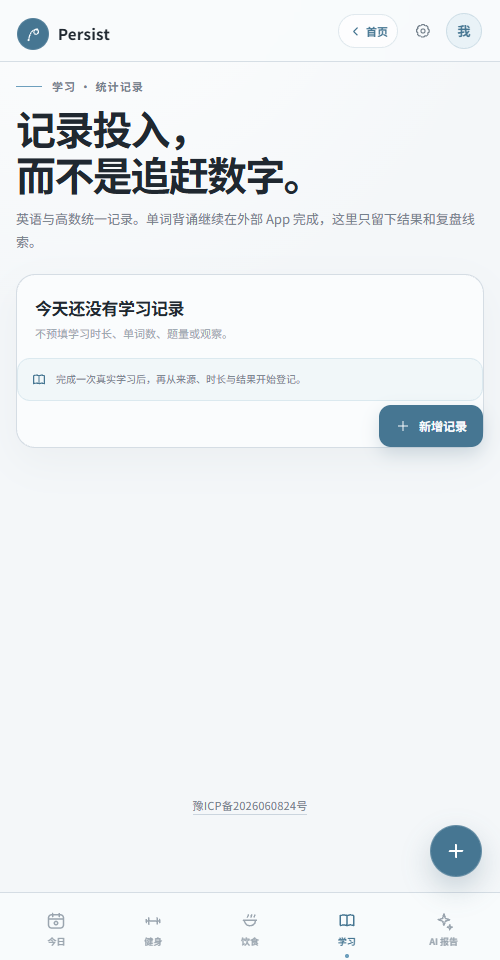 Persist
首页
我
学习 • 统计记录
记录投入，
而不是追赶数字。
英语与高数统一记录。单词背诵继续在外部 App 完成，这里只留下结果和复盘线
索。
今天还没有学习记录
不预填学习时长、单词数、题量或观察。
完成一次真实学习后，再从来源、时长与结果开始登记。
新增记录
豫ICP备2026060824号
今日
健身
饮食
学习
AI 报告